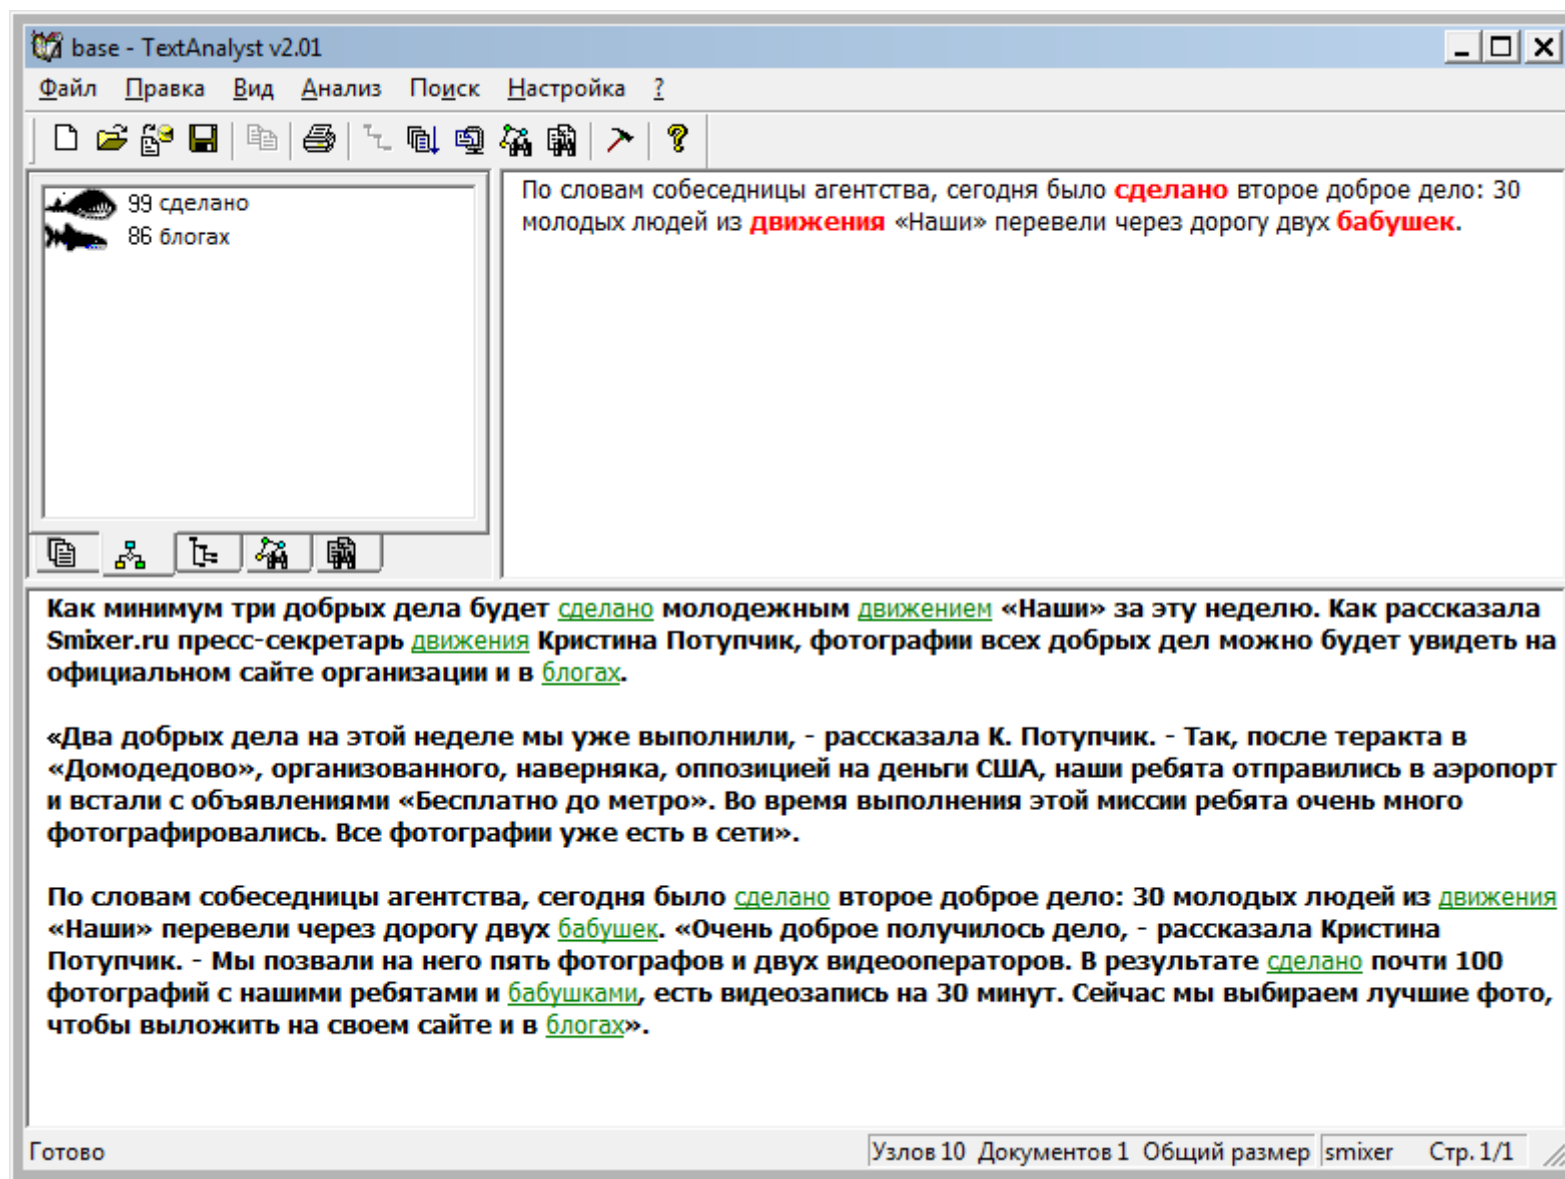 base - TextAnalyst v2.01
Файл Правка Вид Анализ Поиск Настройка ?
99 сделано
86 блогах
По словам собеседницы агентства, сегодня было сделано второе доброе дело: 30
молодых людей из движения «Наши» перевели через дорогу двух бабушек.
Как минимум три добрых дела будет сделано молодежным движением «Наши» за эту неделю. Как рассказала
Smixer.ru пресс-секретарь движения Кристина Потупчик, фотографии всех добрых дел можно будет увидеть на
официальном сайте организации и в блогах.
«Два добрых дела на этой неделе мы уже выполнили, - рассказала К. Потупчик. - Так, после теракта в
«Домодедово», организованного, наверняка, оппозицией на деньги США, наши ребята отправились в аэропорт
и встали с объявлениями «Бесплатно до метро». Во время выполнения этой миссии ребята очень много
фотографировались. Все фотографии уже есть в сети».
По словам собеседницы агентства, сегодня было сделано второе доброе дело: 30 молодых людей из движения
«Наши» перевели через дорогу двух бабушек. «Очень доброе получилось дело, - рассказала Кристина
Потупчик. - Мы позвали на него пять фотографов и двух видеооператоров. В результате сделано почти 100
фотографий с нашими ребятами и бабушками, есть видеозапись на 30 минут. Сейчас мы выбираем лучшие фото,
чтобы выложить на своем сайте и в блогах».
Готово Узлов 10 Документов 1 Общий размер smixer Стр. 1/1